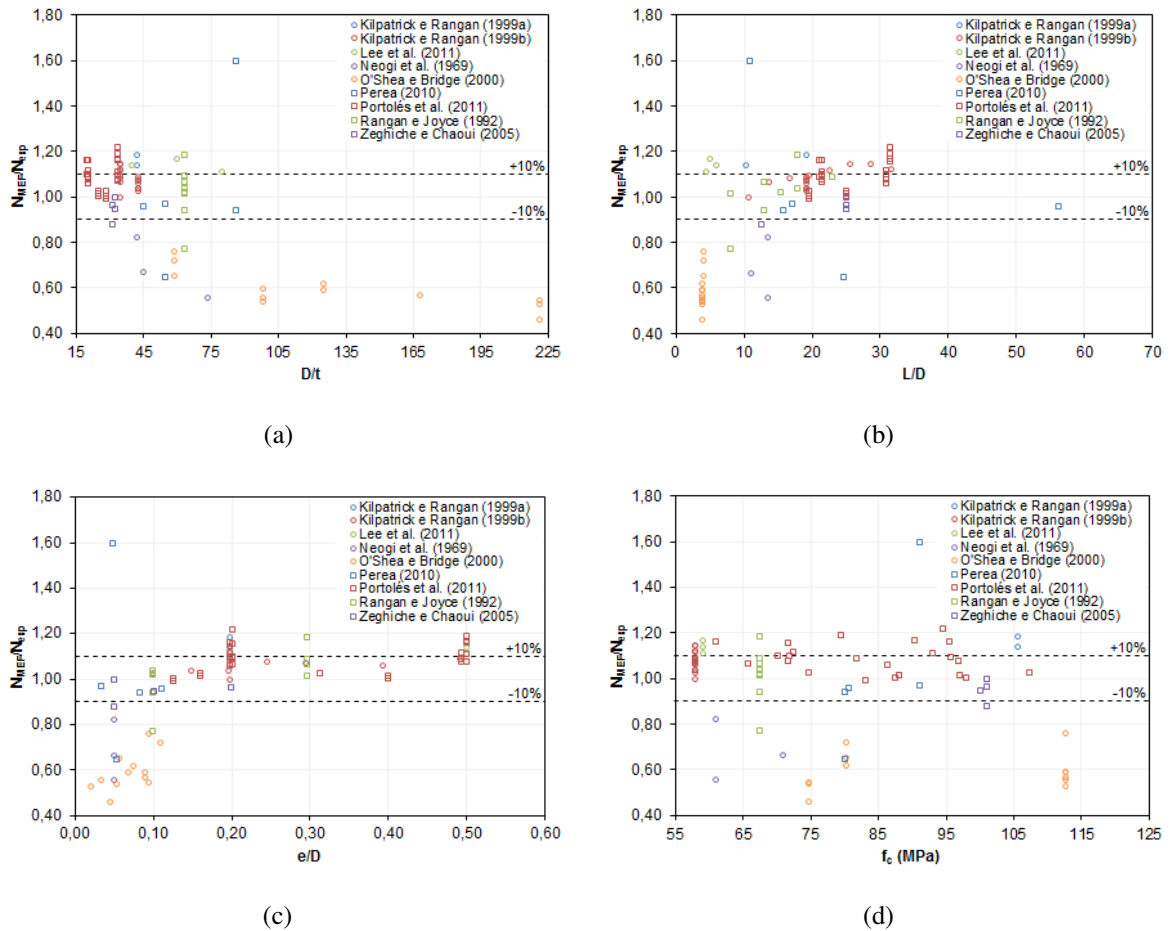 1,80
1,60
1,40
1,20
1,00
0,80
0,60
0,40
N_MEF/N_exp
Kilpatrick e Rangan (1999a)
Kilpatrick e Rangan (1999b)
Lee et al. (2011)
Neogi et al. (1969)
O'Shea e Bridge (2000)
Perea (2010)
Portolés et al. (2011)
Rangan e Joyce (1992)
Zeghiche e Chaoui (2005)
+10%
-10%
15 45 75 105 135 165 195 225
D/t
(a)
1,80
1,60
1,40
1,20
1,00
0,80
0,60
0,40
N_MEF/N_exp
Kilpatrick e Rangan (1999a)
Kilpatrick e Rangan (1999b)
Lee et al. (2011)
Neogi et al. (1969)
O'Shea e Bridge (2000)
Perea (2010)
Portolés et al. (2011)
Rangan e Joyce (1992)
Zeghiche e Chaoui (2005)
+10%
-10%
0 10 20 30 40 50 60 70
L/D
(b)
1,80
1,60
1,40
1,20
1,00
0,80
0,60
0,40
N_MEF/N_exp
Kilpatrick e Rangan (1999a)
Kilpatrick e Rangan (1999b)
Lee et al. (2011)
Neogi et al. (1969)
O'Shea e Bridge (2000)
Perea (2010)
Portolés et al. (2011)
Rangan e Joyce (1992)
Zeghiche e Chaoui (2005)
+10%
-10%
0,00 0,10 0,20 0,30 0,40 0,50 0,60
e/D
(c)
1,80
1,60
1,40
1,20
1,00
0,80
0,60
0,40
N_MEF/N_exp
Kilpatrick e Rangan (1999a)
Kilpatrick e Rangan (1999b)
Lee et al. (2011)
Neogi et al. (1969)
O'Shea e Bridge (2000)
Perea (2010)
Portolés et al. (2011)
Rangan e Joyce (1992)
Zeghiche e Chaoui (2005)
+10%
-10%
55 65 75 85 95 105 115 125
f_c (MPa)
(d)